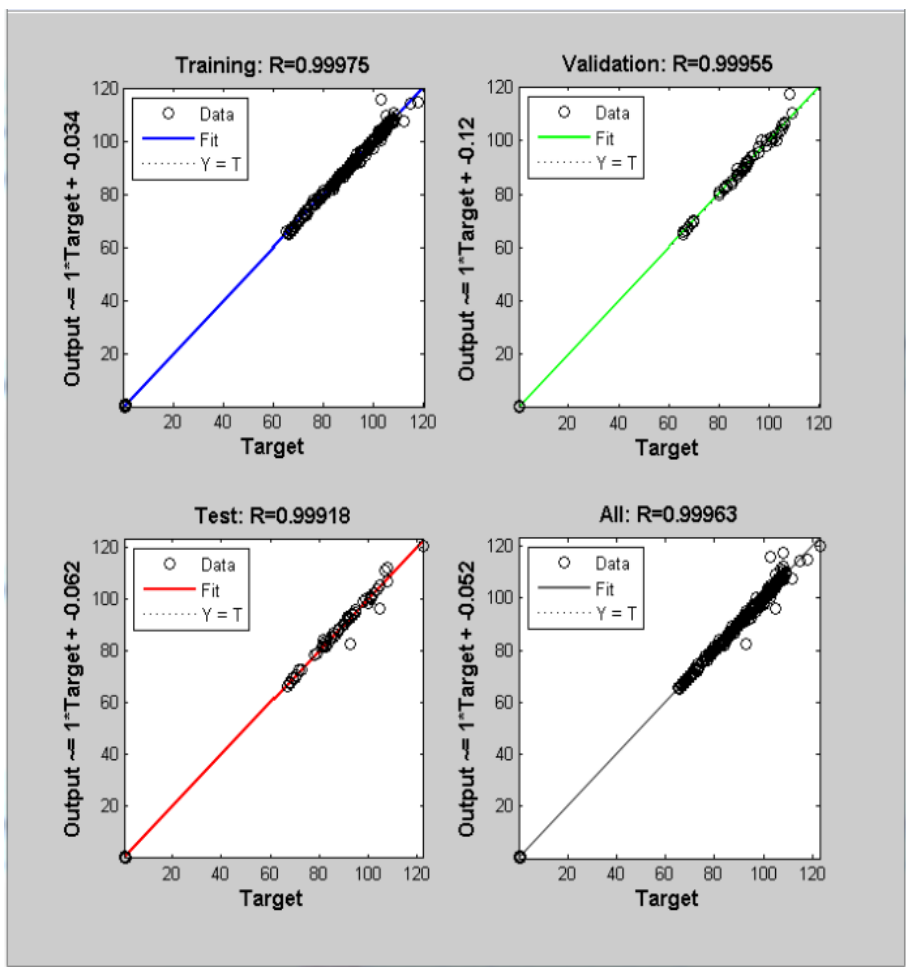 Training: R=0.99975
Output ~= 1*Target + -0.034
120
100
80
60
40
20
Data
Fit
Y = T
20 40 60 80 100 120
Target
Validation: R=0.99955
Output ~= 1*Target + -0.12
120
100
80
60
40
20
Data
Fit
Y = T
20 40 60 80 100 120
Target
Test: R=0.99918
Output ~= 1*Target + -0.062
120
100
80
60
40
20
Data
Fit
Y = T
20 40 60 80 100 120
Target
All: R=0.99963
Output ~= 1*Target + -0.052
120
100
80
60
40
20
Data
Fit
Y = T
20 40 60 80 100 120
Target